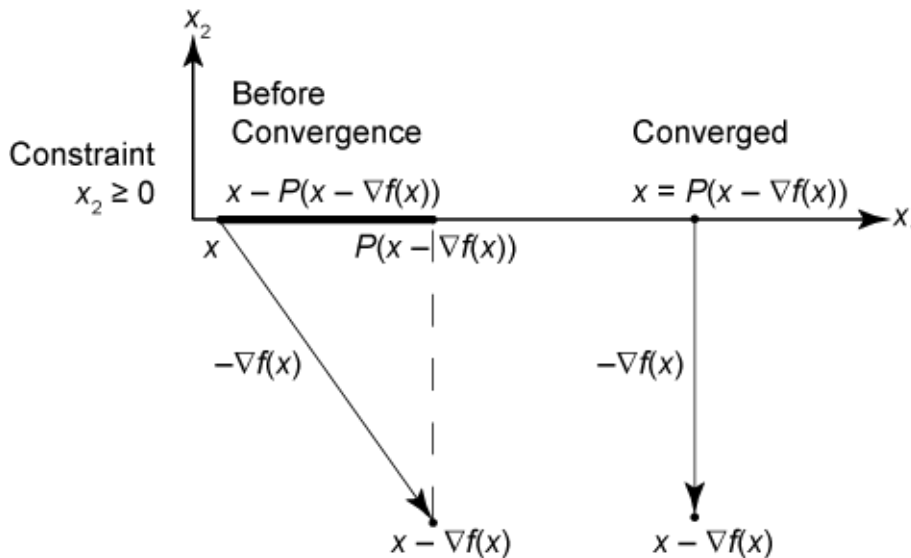 x₂
Before
Convergence
Converged
Constraint
x₂ ≥ 0
x – P(x – ∇f(x))
x = P(x – ∇f(x))
x
x
P(x – ∇f(x))
–∇f(x)
–∇f(x)
x – ∇f(x)
x – ∇f(x)